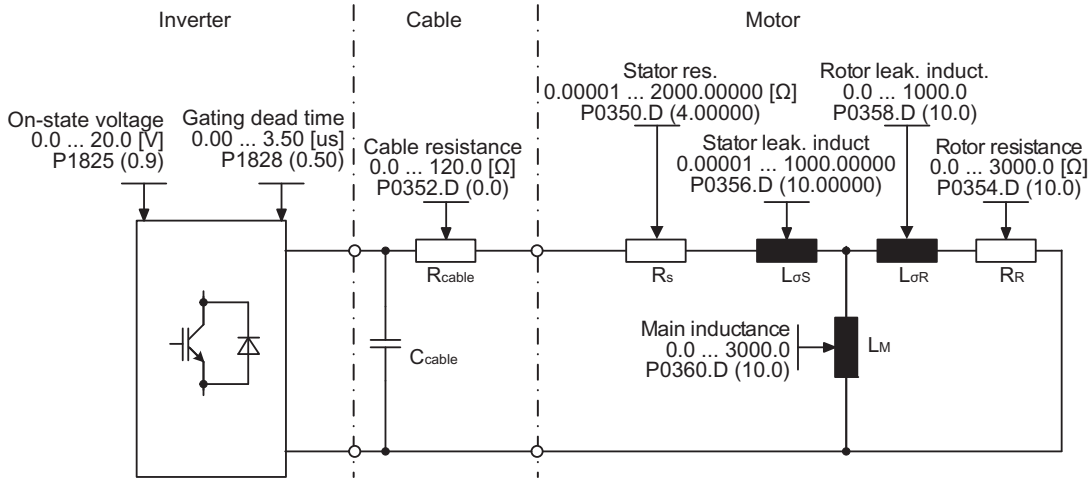 Inverter
Cable
Motor
On-state voltage
0.0 ... 20.0 [V]
P1825 (0.9)
Gating dead time
0.00 ... 3.50 [us]
P1828 (0.50)
Cable resistance
0.0 ... 120.0 [Ω]
P0352.D (0.0)
Stator res.
0.00001 ... 2000.00000 [Ω]
P0350.D (4.00000)
Stator leak. induct
0.00001 ... 1000.00000
P0356.D (10.00000)
Rotor leak. induct.
0.0 ... 1000.0
P0358.D (10.0)
Rotor resistance
0.0 ... 3000.0 [Ω]
P0354.D (10.0)
Rcable
Rs
LσS
LσR
RR
Ccable
Main inductance
0.0 ... 3000.0
P0360.D (10.0)
LM